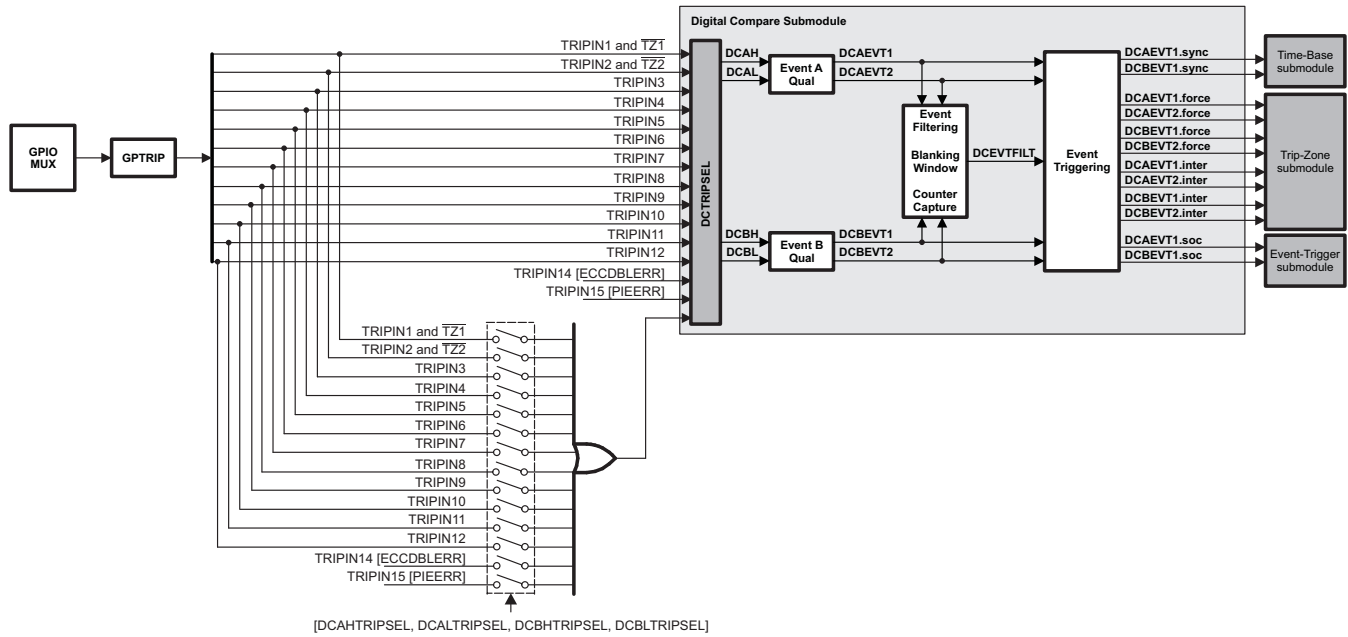 Digital Compare Submodule
GPIO
MUX
GPTRIP
TRIPIN1 and TZ1
TRIPIN2 and TZ2
TRIPIN3
TRIPIN4
TRIPIN5
TRIPIN6
TRIPIN7
TRIPIN8
TRIPIN9
TRIPIN10
TRIPIN11
TRIPIN12
TRIPIN14 [ECCDBLERR]
TRIPIN15 [PIEERR]
DCTRIPSEL
DCAH
DCAL
Event A
Qual
DCAEVT1
DCAEVT2
Event
Filtering
Blanking
Window
Counter
Capture
DCEVTFILT
DCBH
DCBL
Event B
Qual
DCBEVT1
DCBEVT2
Event
Triggering
DCAEVT1.sync
DCBEVT1.sync
DCAEVT1.force
DCAEVT2.force
DCBEVT1.force
DCBEVT2.force
DCAEVT1.inter
DCAEVT2.inter
DCBEVT1.inter
DCBEVT2.inter
DCAEVT1.soc
DCBEVT1.soc
Time-Base
submodule
Trip-Zone
submodule
Event-Trigger
submodule
TRIPIN1 and TZ1
TRIPIN2 and TZ2
TRIPIN3
TRIPIN4
TRIPIN5
TRIPIN6
TRIPIN7
TRIPIN8
TRIPIN9
TRIPIN10
TRIPIN11
TRIPIN12
TRIPIN14 [ECCDBLERR]
TRIPIN15 [PIEERR]
[DCAHTRIPSEL, DCALTRIPSEL, DCBHTRIPSEL, DCBLTRIPSEL]